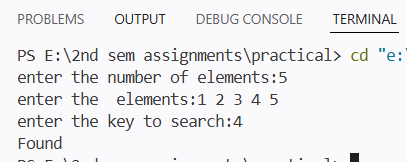 PROBLEMS OUTPUT DEBUG CONSOLE TERMINAL
PS E:\2nd sem assignments\practical> cd "e:\
enter the number of elements:5
enter the  elements:1 2 3 4 5
enter the key to search:4
Found
PS E:\2nd sem assignments\practical>